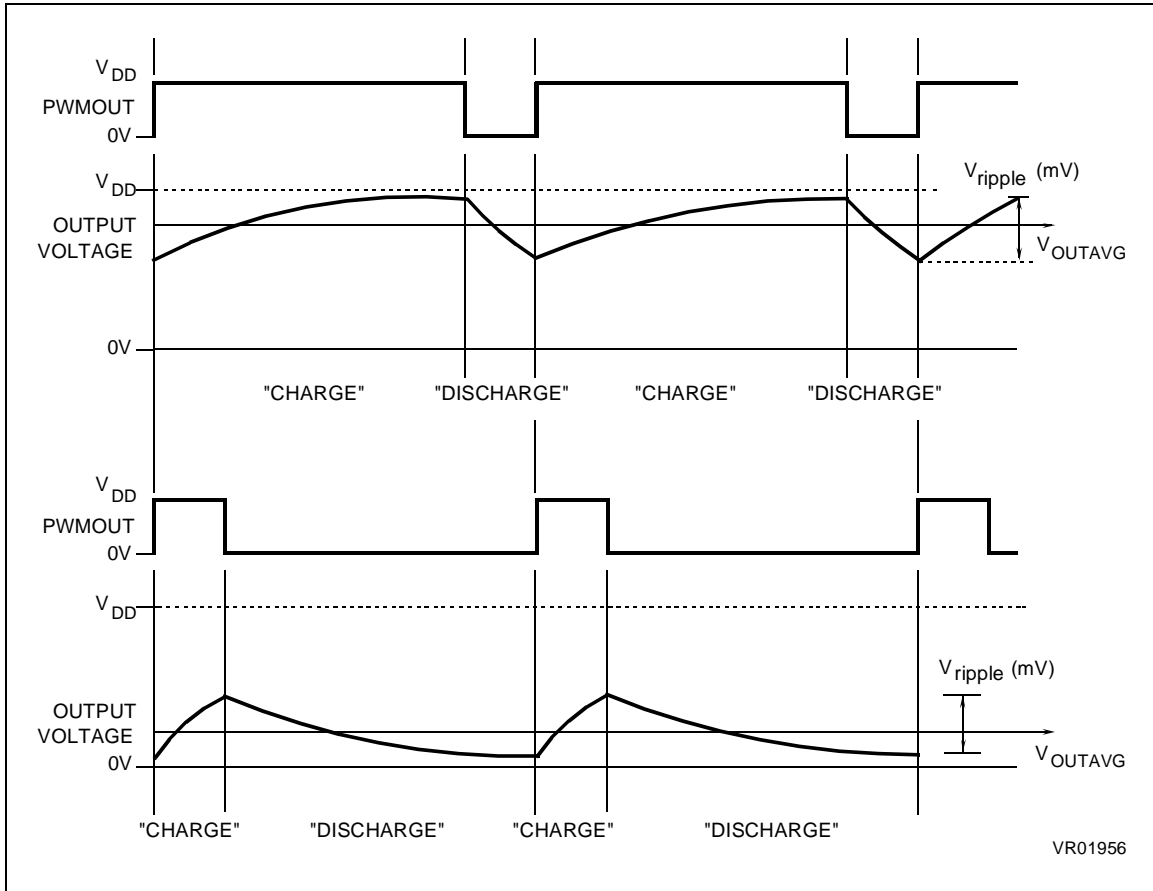 V DD
PWMOUT
0V
V DD
V ripple (mV)
OUTPUT
VOLTAGE
V OUTAVG
0V
"CHARGE" "DISCHARGE" "CHARGE" "DISCHARGE"
V DD
PWMOUT
0V
V DD
V ripple (mV)
OUTPUT
VOLTAGE
0V
V OUTAVG
"CHARGE" "DISCHARGE" "CHARGE" "DISCHARGE"
VR01956